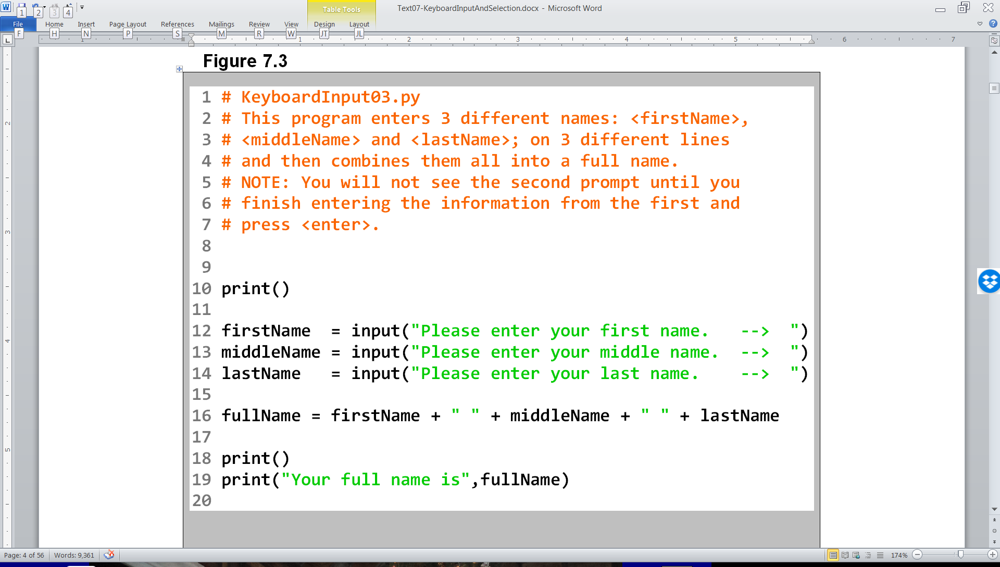 1 2 3 4
Table Tools
Text07-KeyboardInputAndSelection.docx - Microsoft Word
File Home Insert Page Layout References Mailings Review View Design Layout
F H N P S M R W JT JL
1 1 2 3 4 5 6 7
Figure 7.3
1 # KeyboardInput03.py
2 # This program enters 3 different names: <firstName>,
3 # <middleName> and <lastName>; on 3 different lines
4 # and then combines them all into a full name.
5 # NOTE: You will not see the second prompt until you
6 # finish entering the information from the first and
7 # press <enter>.
8
9
10 print()
11
12 firstName  = input("Please enter your first name.   -->  ")
13 middleName = input("Please enter your middle name.  -->  ")
14 lastName   = input("Please enter your last name.    -->  ")
15
16 fullName = firstName + " " + middleName + " " + lastName
17
18 print()
19 print("Your full name is",fullName)
20
2
3
4
5
Page: 4 of 56 Words: 9,361 174%